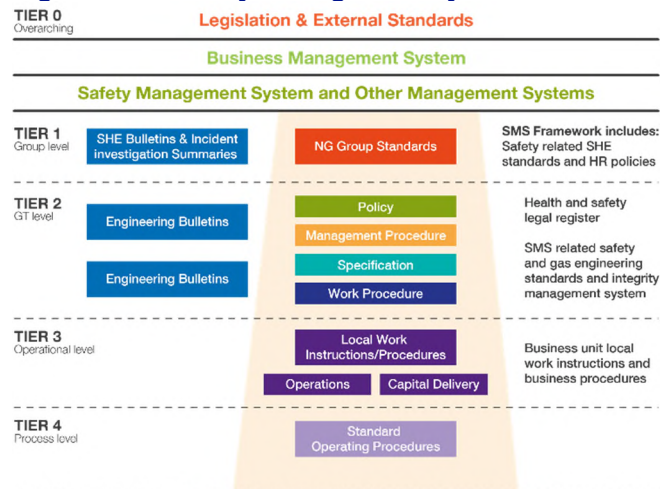 TIER 0
Overarching
Legislation & External Standards
Business Management System
Safety Management System and Other Management Systems
TIER 1
Group level
SHE Bulletins & Incident
investigation Summaries
NG Group Standards
SMS Framework includes:
Safety related SHE
standards and HR policies
TIER 2
GT level
Engineering Bulletins
Engineering Bulletins
Policy
Management Procedure
Specification
Work Procedure
Health and safety
legal register
SMS related safety
and gas engineering
standards and integrity
management system
TIER 3
Operational level
Local Work
Instructions/Procedures
Operations
Capital Delivery
Business unit local
work instructions and
business procedures
TIER 4
Process level
Standard
Operating Procedures